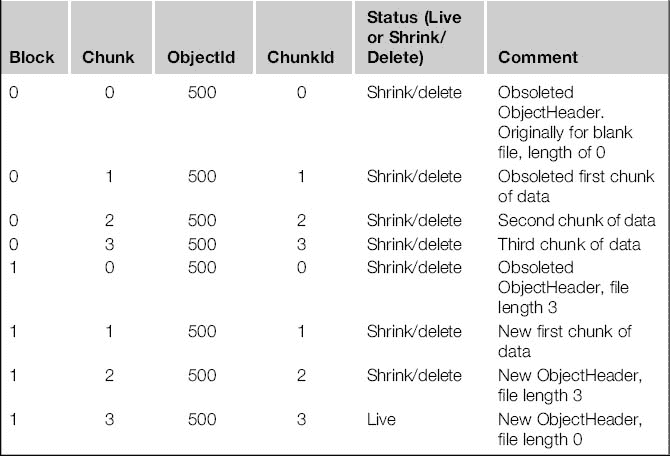 Block Chunk ObjectId ChunkId Status (Live or Shrink/ Delete) Comment
0 0 500 0 Shrink/delete Obsoleted
ObjectHeader.
Originally for blank
file, length of 0
0 1 500 1 Shrink/delete Obsoleted first chunk
of data
0 2 500 2 Shrink/delete Second chunk of data
0 3 500 3 Shrink/delete Third chunk of data
1 0 500 0 Shrink/delete Obsoleted
ObjectHeader, file
length 3
1 1 500 1 Shrink/delete New first chunk of
data
1 2 500 2 Shrink/delete New ObjectHeader,
file length 3
1 3 500 3 Live New ObjectHeader,
file length 0